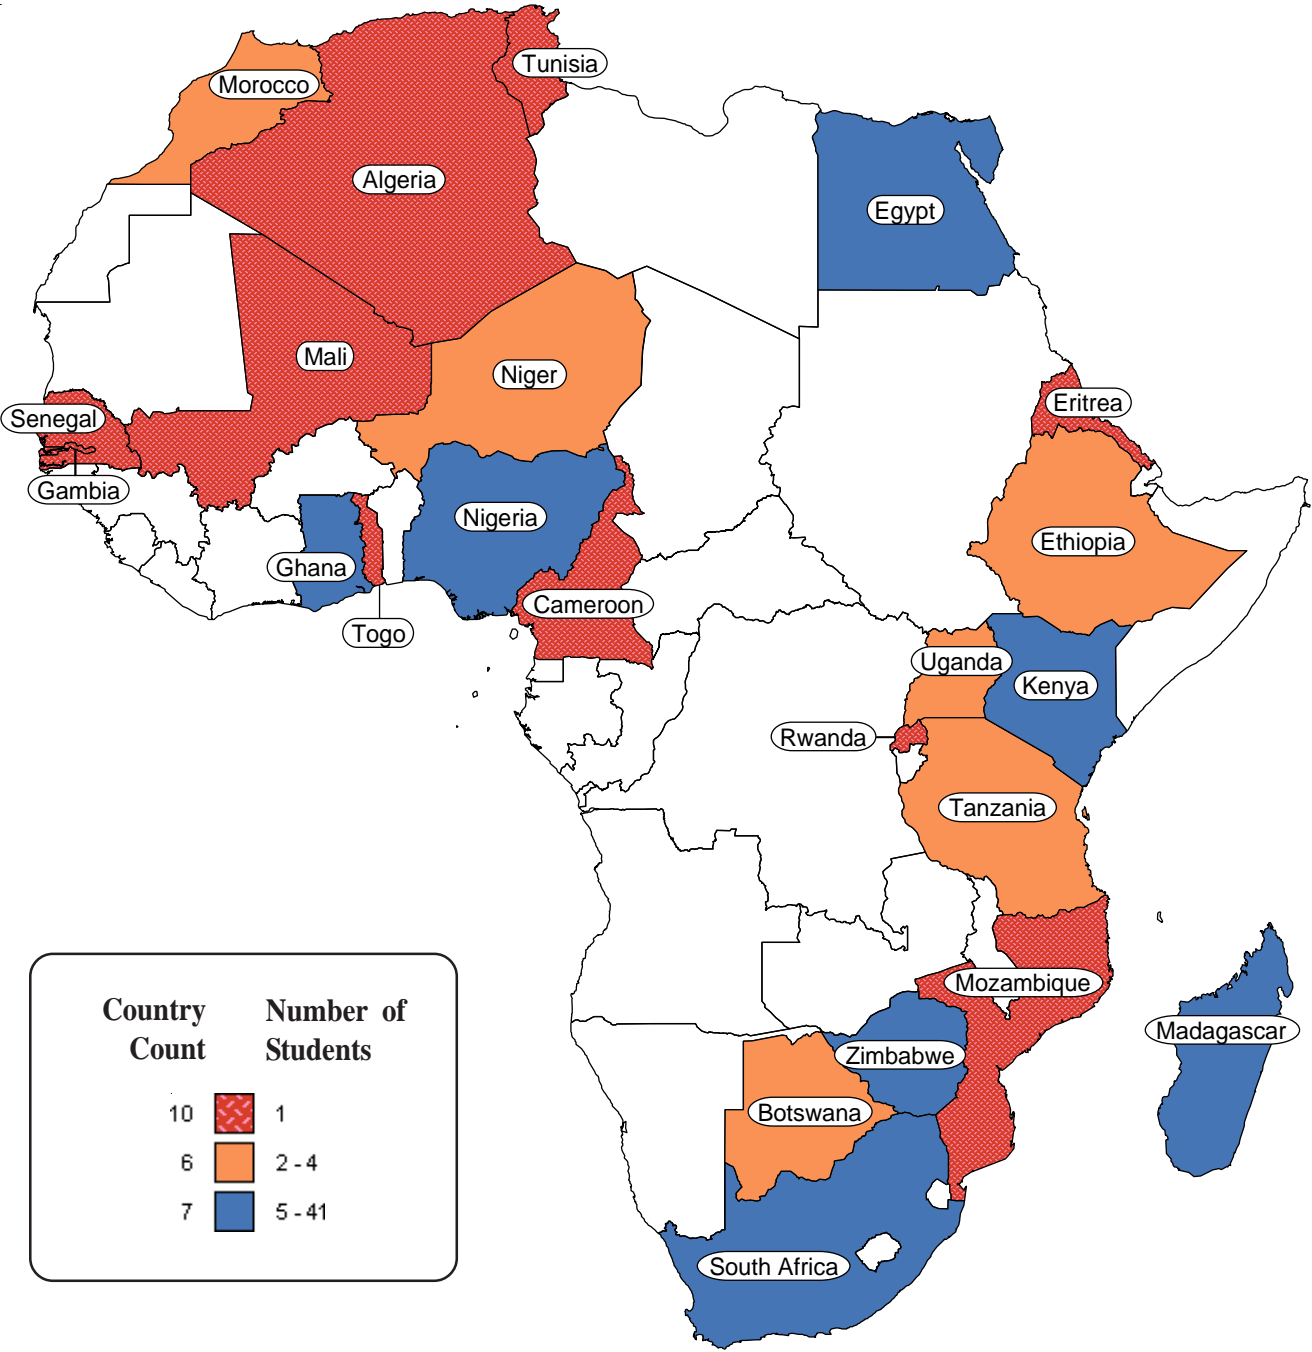 Tunisia
Morocco
Algeria
Egypt
Mali
Niger
Eritrea
Senegal
Gambia
Nigeria
Ethiopia
Ghana
Cameroon
Togo
Uganda
Kenya
Rwanda
Tanzania
Mozambique
Madagascar
Zimbabwe
Botswana
South Africa
Country Number of
Count Students
10 1
6 2 - 4
7 5 - 41